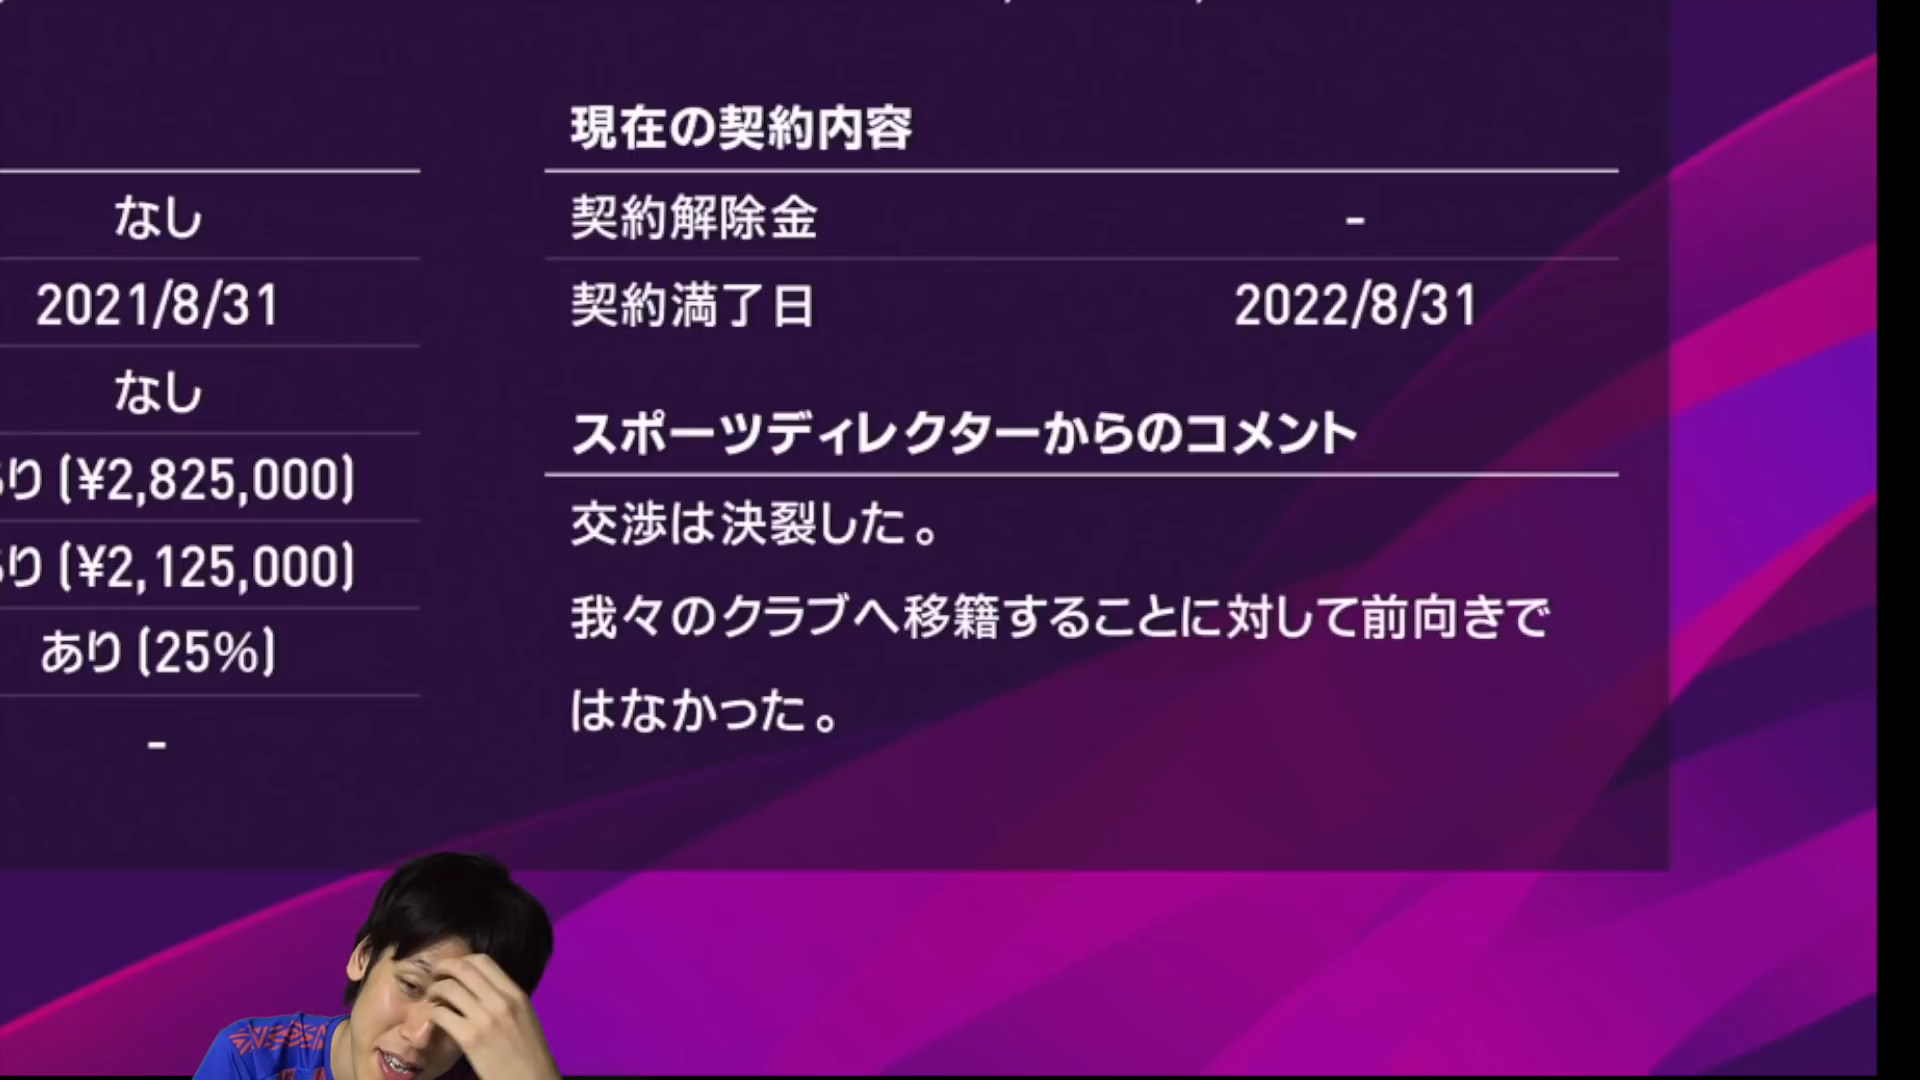 なし
2021/8/31
なし
り (¥2,825,000)
り (¥2,125,000)
あり (25%)
-
現在の契約内容
契約解除金 -
契約満了日 2022/8/31
スポーツディレクターからのコメント
交渉は決裂した。
我々のクラブへ移籍することに対して前向きで
はなかった。